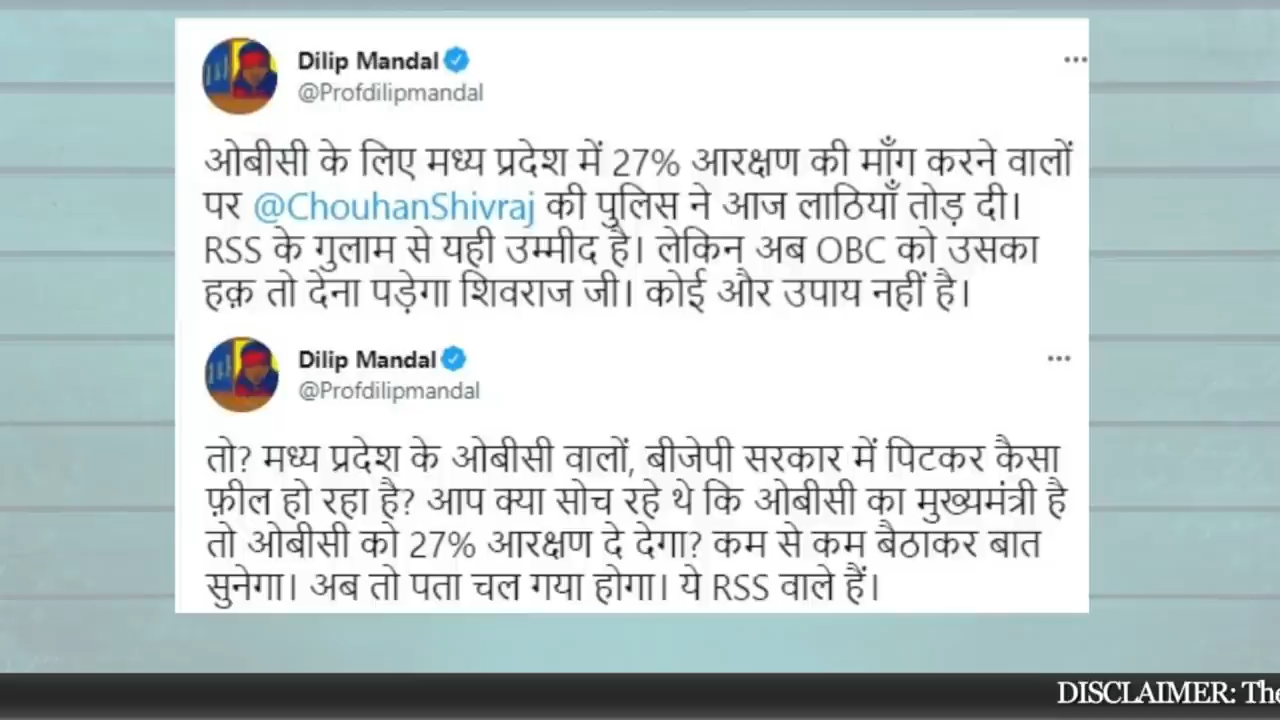 Dilip Mandal
@Profdilipmandal
ओबीसी के लिए मध्य प्रदेश में 27% आरक्षण की माँग करने वालों
पर @ChouhanShivraj की पुलिस ने आज लाठियाँ तोड़ दी।
RSS के गुलाम से यही उम्मीद है। लेकिन अब OBC को उसका
हक़ तो देना पड़ेगा शिवराज जी। कोई और उपाय नहीं है।
Dilip Mandal
@Profdilipmandal
तो? मध्य प्रदेश के ओबीसी वालों, बीजेपी सरकार में पिटकर कैसा
फ़ील हो रहा है? आप क्या सोच रहे थे कि ओबीसी का मुख्यमंत्री है
तो ओबीसी को 27% आरक्षण दे देगा? कम से कम बैठाकर बात
सुनेगा। अब तो पता चल गया होगा। ये RSS वाले हैं।
DISCLAIMER: The